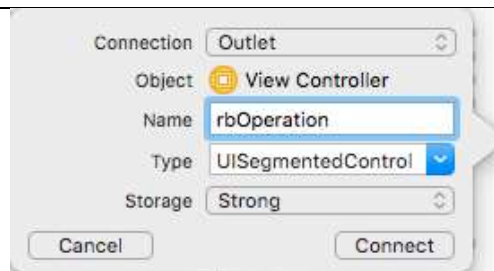 Connection Outlet
Object View Controller
Name rbOperation
Type UISegmentedControl
Storage Strong
Cancel Connect